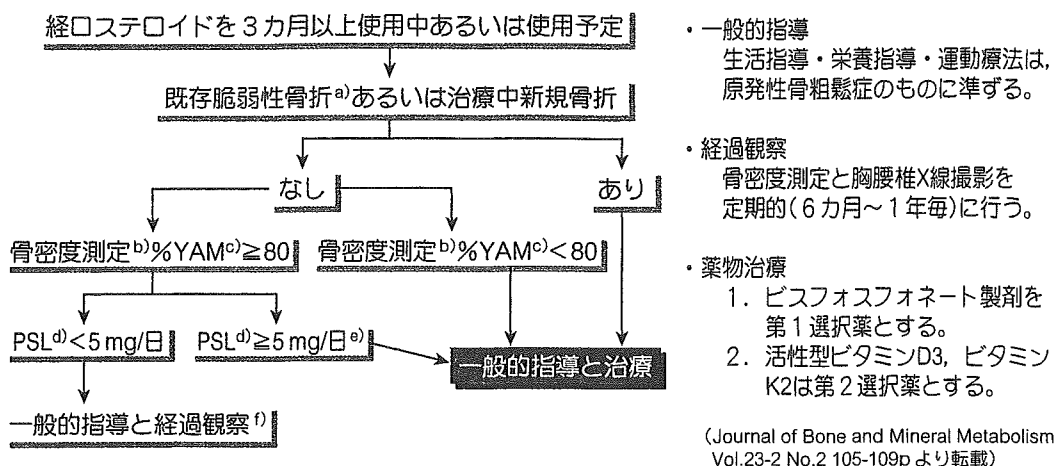 経口ステロイドを3カ月以上使用中あるいは使用予定
既存脆弱性骨折a)あるいは治療中新規骨折
なし
あり
骨密度測定b)%YAMc)≧80
骨密度測定b)%YAMc)<80
PSLd)<5mg/日
PSLd)≧5mg/日e)
一般的指導と治療
一般的指導と経過観察f)
・一般的指導
生活指導・栄養指導・運動療法は,
原発性骨粗鬆症のものに準ずる。
・経過観察
骨密度測定と胸腰椎X線撮影を
定期的(6カ月~1年毎)に行う。
・薬物治療
1. ビスフォスフォネート製剤を
第1選択薬とする。
2. 活性型ビタミンD3, ビタミン
K2は第2選択薬とする。
(Journal of Bone and Mineral Metabolism
Vol.23-2 No.2 105-109p より転載)